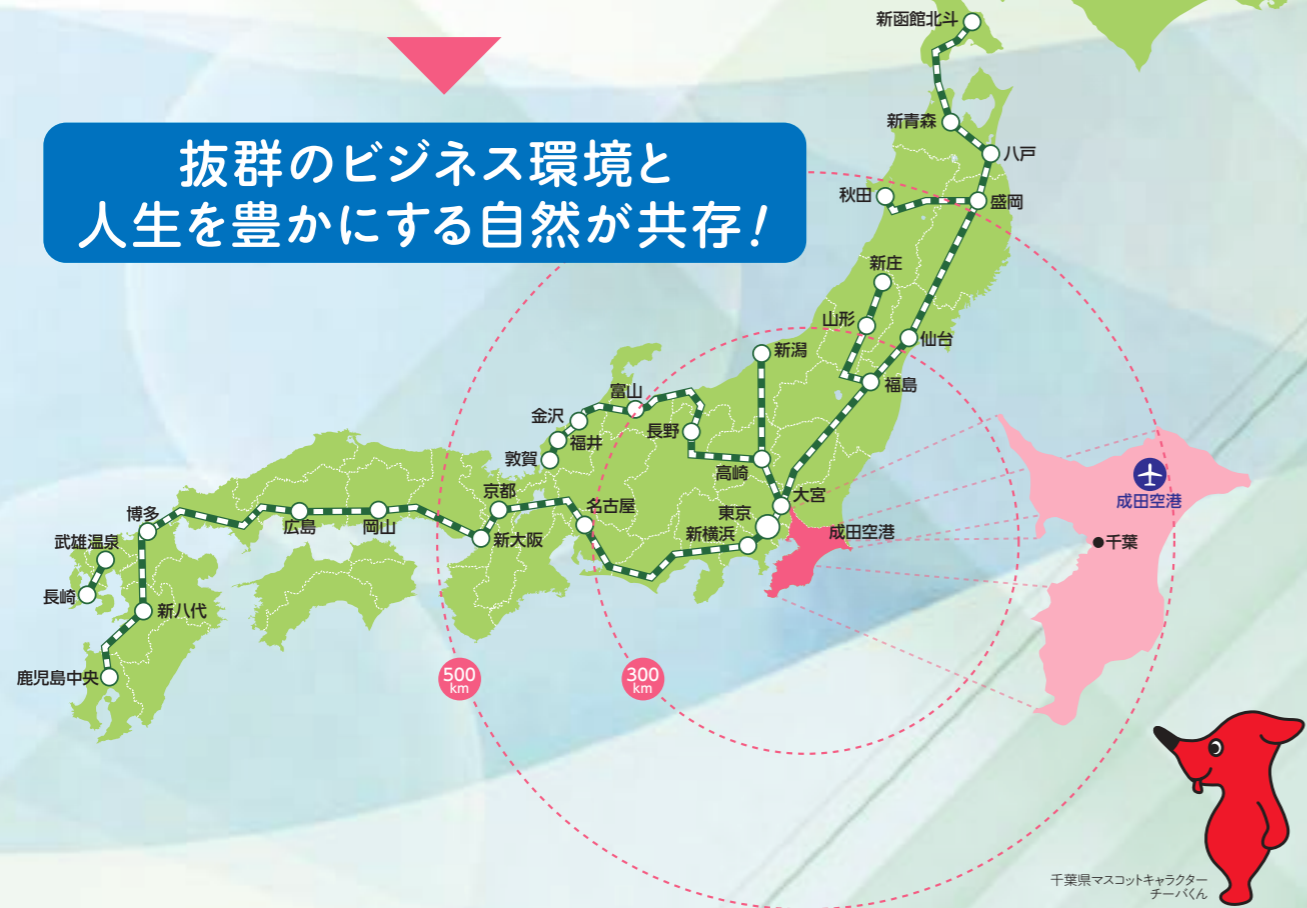 抜群のビジネス環境と
人生を豊かにする自然が共存!
新函館北斗
新青森
八戸
秋田
盛岡
新庄
山形
仙台
新潟
福島
富山
金沢
長野
福井
敦賀
高崎
大宮
京都
名古屋
東京
新横浜
成田空港
博多
広島
岡山
新大阪
武雄温泉
長崎
新八代
鹿児島中央
500
km
300
km
成田空港
千葉
千葉県マスコットキャラクター
チーバくん